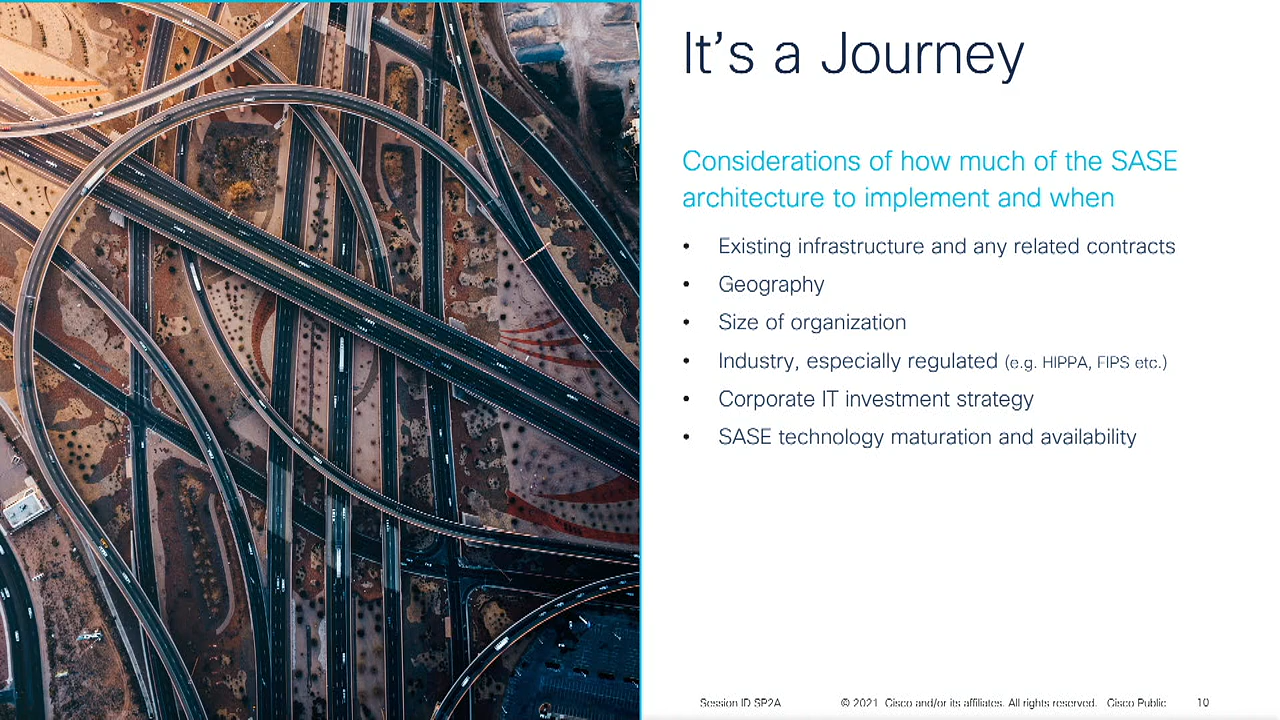 It’s a Journey
Considerations of how much of the SASE
architecture to implement and when
• Existing infrastructure and any related contracts
• Geography
• Size of organization
• Industry, especially regulated (e.g. HIPPA, FIPS etc.)
• Corporate IT investment strategy
• SASE technology maturation and availability
Session ID SP2A © 2021 Cisco and/or its affiliates. All rights reserved. Cisco Public 10